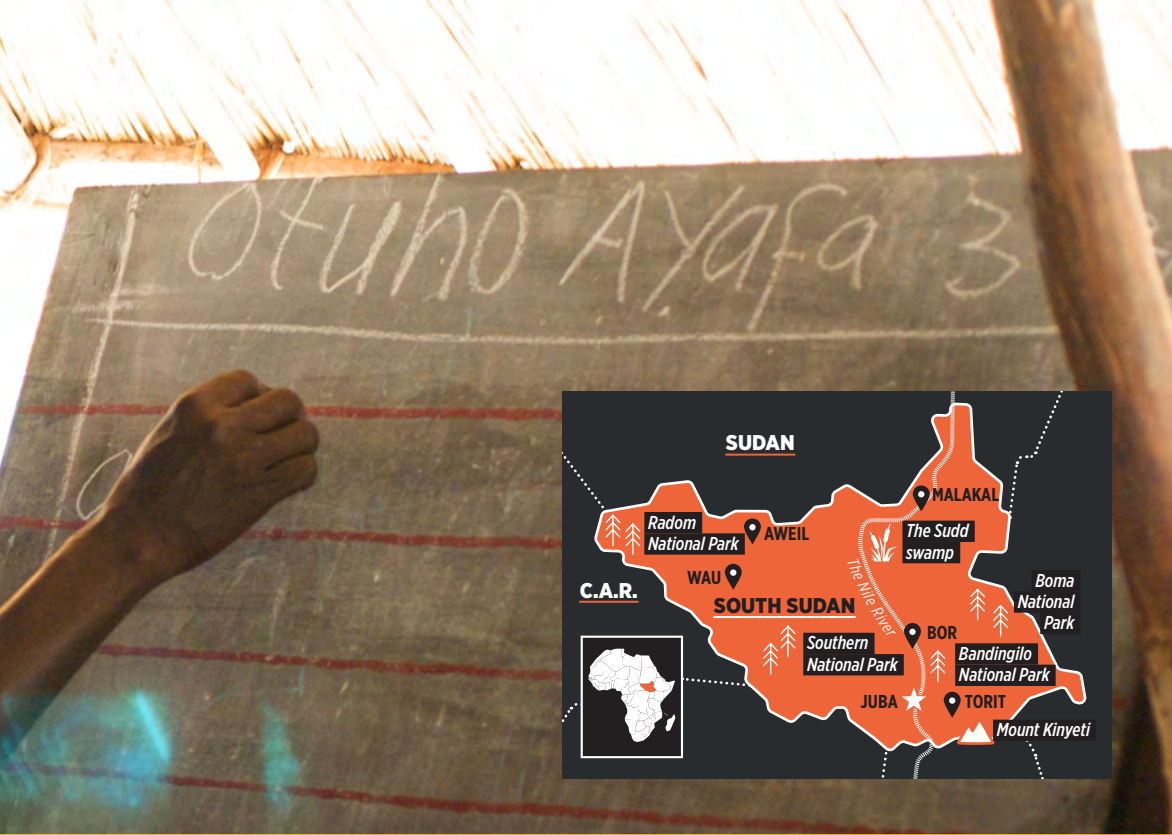 Otuho Ayafa 3
a
SUDAN
MALAKAL
Radom
National Park
AWEIL
The Sudd
swamp
WAU
C.A.R.
SOUTH SUDAN
The Nile River
Boma
National
Park
BOR
Southern
National Park
Bandingilo
National Park
JUBA
TORIT
Mount Kinyeti